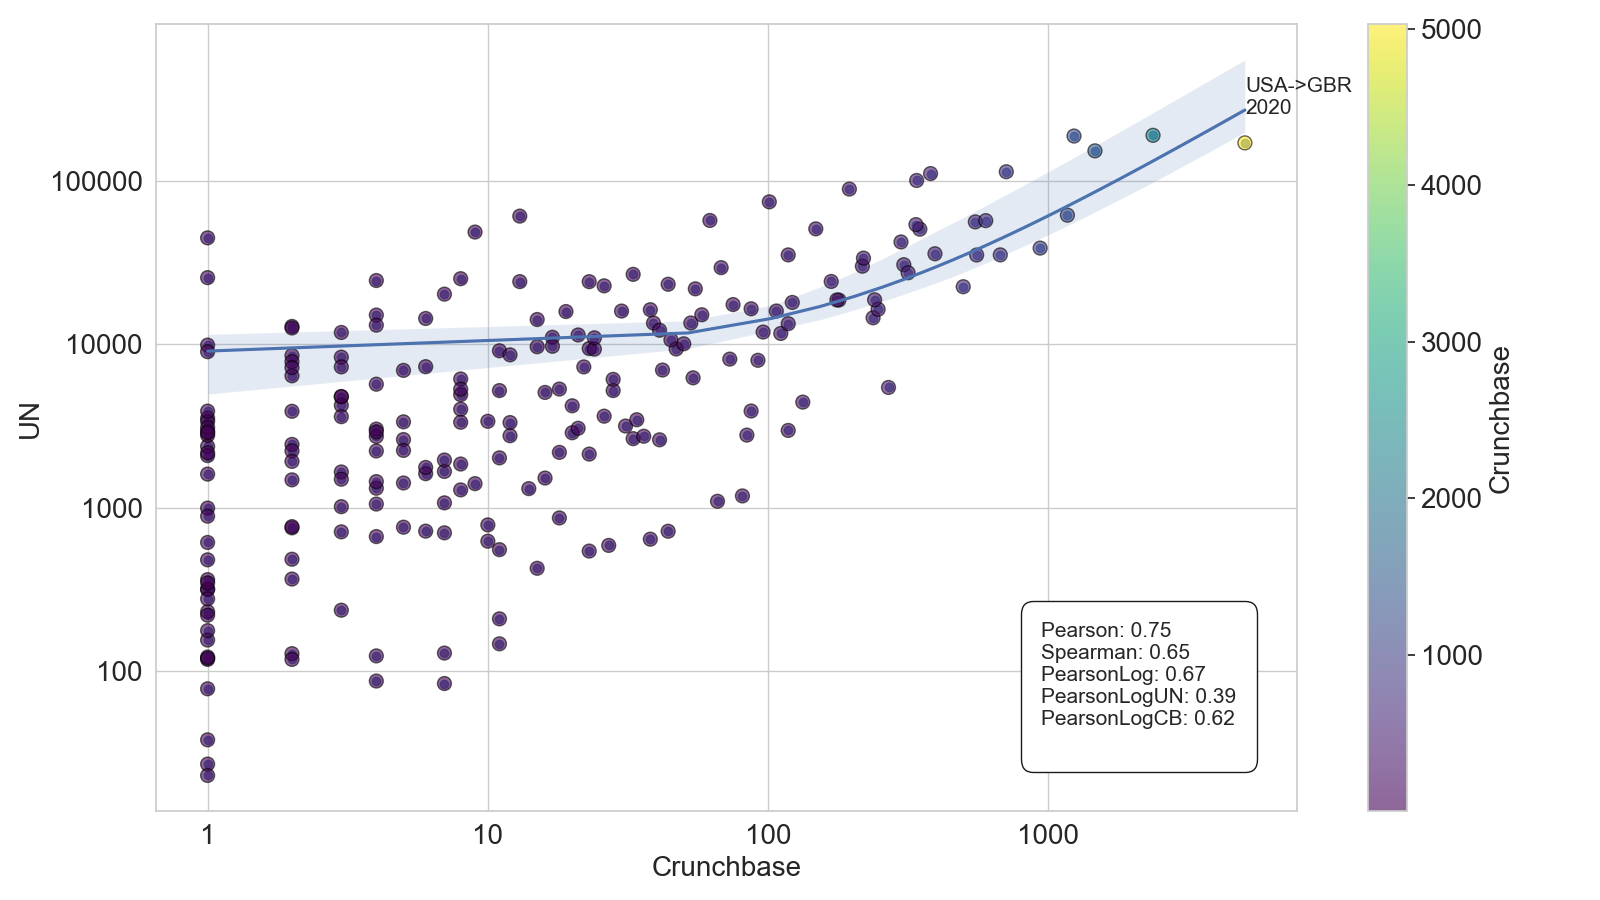 USA->GBR
2020
UN
100000
10000
1000
100
1
10
100
1000
Crunchbase
Pearson: 0.75
Spearman: 0.65
PearsonLog: 0.67
PearsonLogUN: 0.39
PearsonLogCB: 0.62
5000
4000
3000
2000
1000
Crunchbase